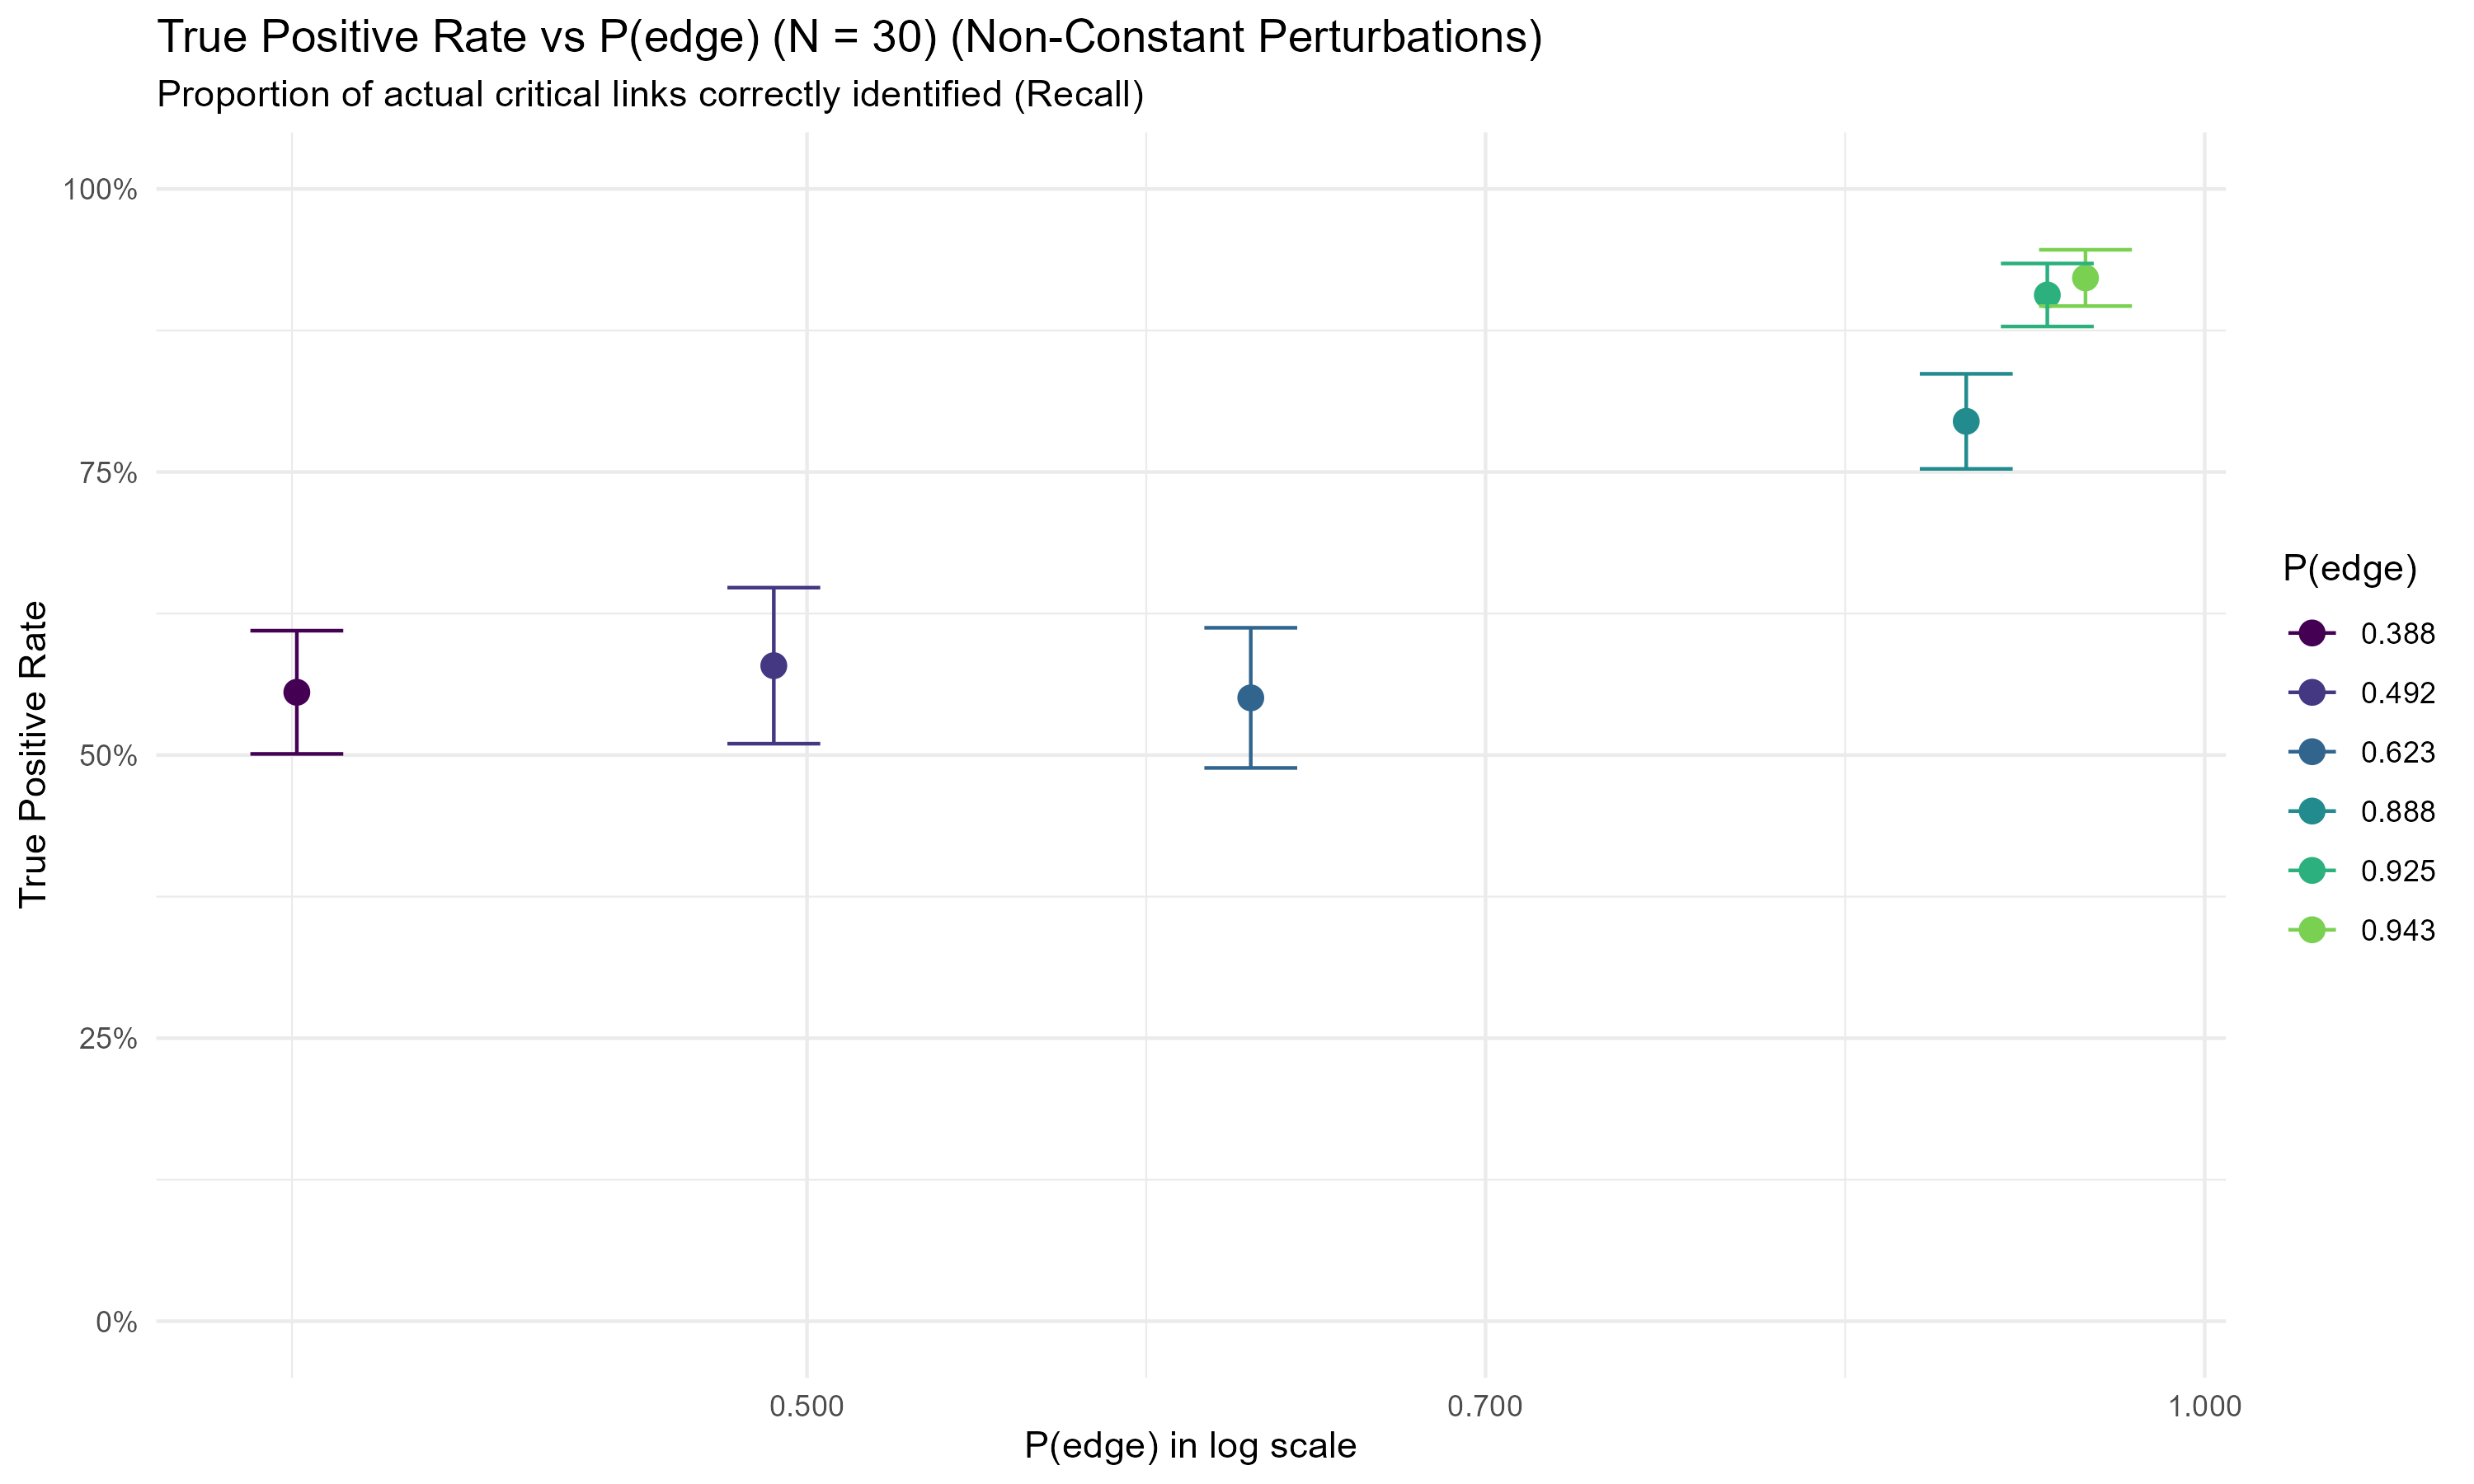 True Positive Rate vs P(edge) (N = 30) (Non-Constant Perturbations)
Proportion of actual critical links correctly identified (Recall)
True Positive Rate
100%
75%
50%
25%
0%
0.500
0.700
1.000
P(edge) in log scale
P(edge)
0.388
0.492
0.623
0.888
0.925
0.943